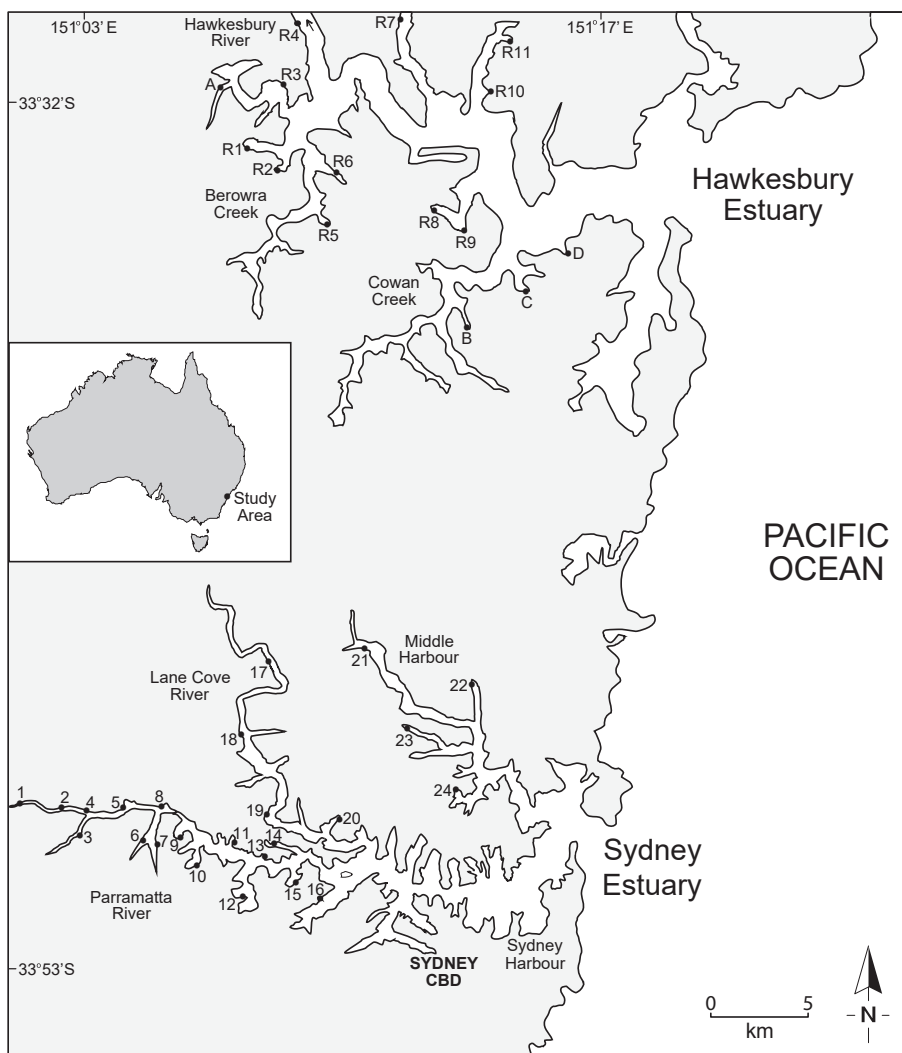 151°03’ E
151°17’ E
Hawkesbury
River
R4
R7
R11
R3
A
R10
33°32’S
R1
R2
R6
Berowra
Creek
R5
R8
R9
Hawkesbury
Estuary
D
C
Cowan
Creek
B
Study
Area
PACIFIC
OCEAN
Middle
Harbour
21
17
Lane Cove
River
22
18
23
24
1
2
4
5
8
19
20
3
6
7
9
11
14
13
10
15
16
12
Parramatta
River
Sydney
Estuary
SYDNEY
CBD
Sydney
Harbour
33°53’S
0
5
km
N